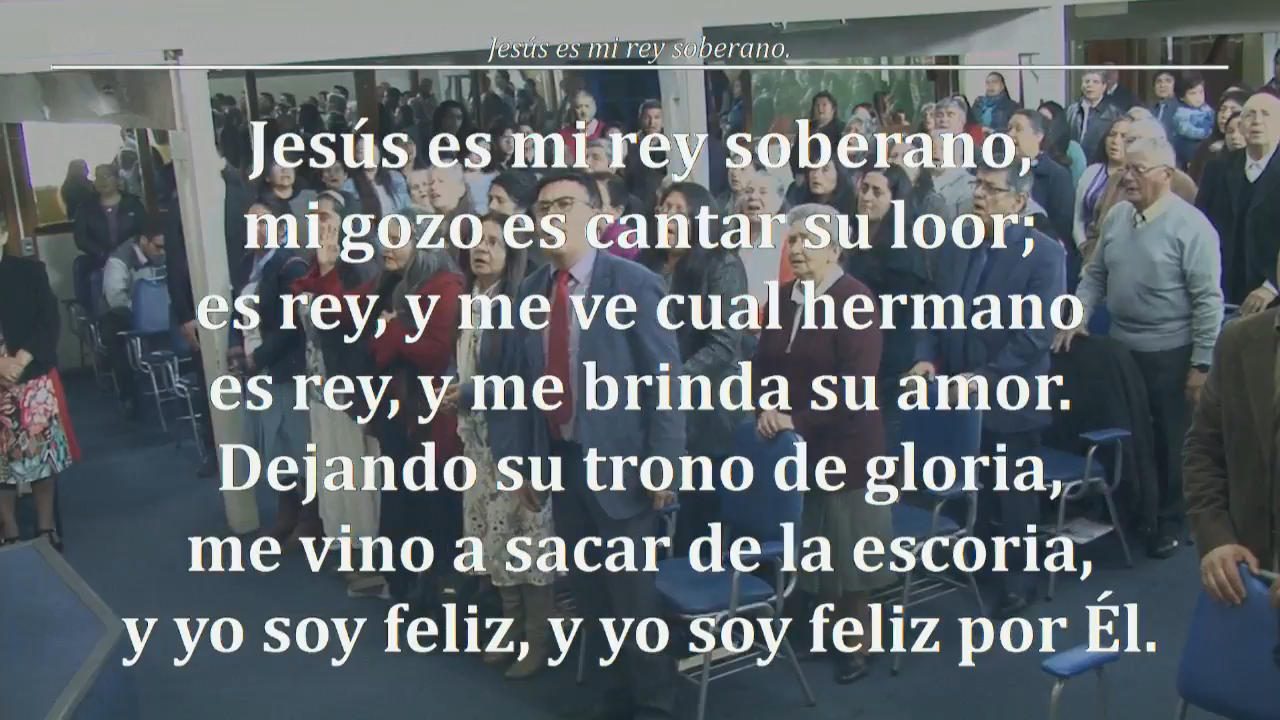 Jesús es mi rey soberano.
Jesús es mi rey soberano,
mi gozo es cantar su loor;
es rey, y me ve cual hermano
es rey, y me brinda su amor.
Dejando su trono de gloria,
me vino a sacar de la escoria,
y yo soy feliz, y yo soy feliz por Él.